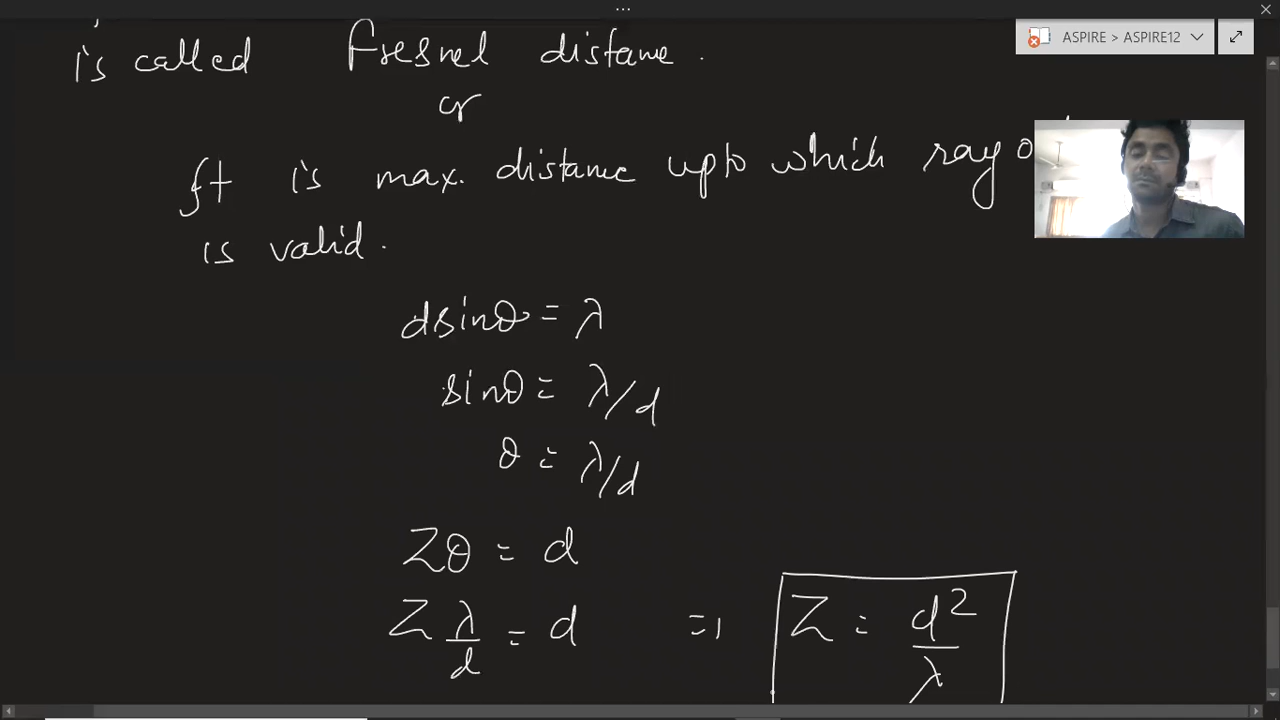 ASPIRE > ASPIRE12
is called Fresnel distance.
or
It is max. distance upto which ray
is valid.
dsinθ = λ
sinθ = λ/d
θ = λ/d
Zθ = d
Z λ/d = d ⇒ Z = d²/λ